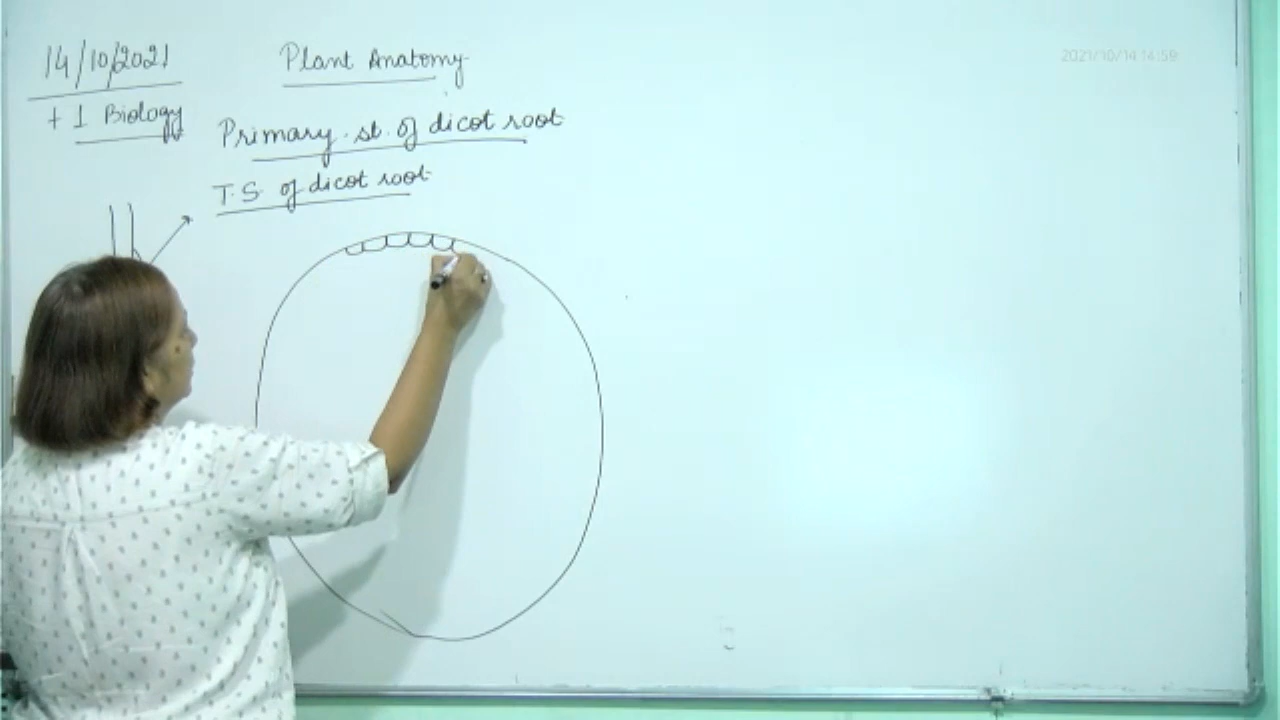 14/10/2021
Plant Anatomy
+1 Biology
Primary. st. of dicot root
T.S. of dicot root
2021/10/14 14:59